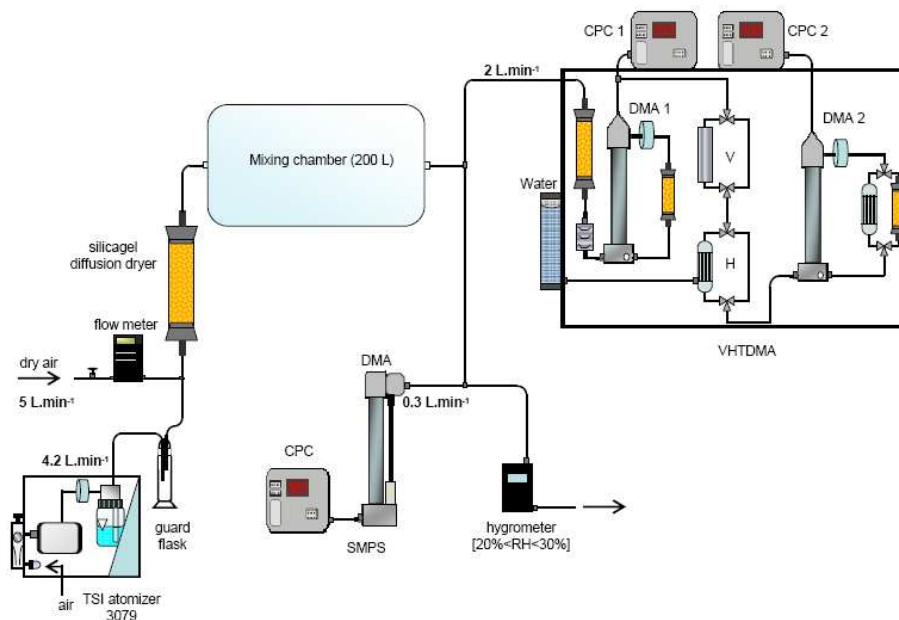 CPC 1
CPC 2
2 L.min-1
DMA 1
DMA 2
Mixing chamber (200 L)
V
Water
silicagel
diffusion dryer
H
flow meter
VHTDMA
dry air
DMA
5 L.min-1
0.3 L.min-1
CPC
4.2 L.min-1
guard
flask
hygrometer
[20%<RH<30%]
SMPS
air
TSI atomizer
3079